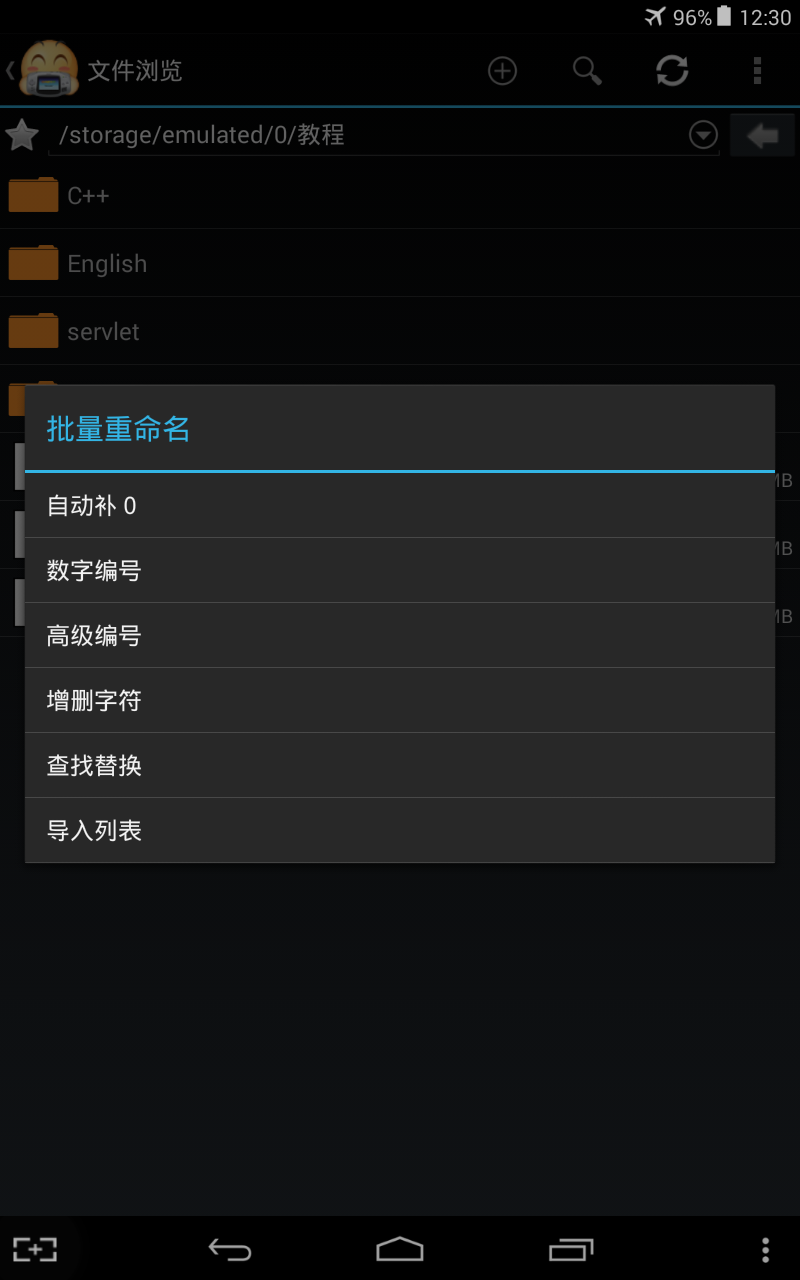 96% 12:30
文件浏览
/storage/emulated/0/教程
C++
English
servlet
批量重命名
MB
自动补 0
MB
数字编号
MB
高级编号
增删字符
查找替换
导入列表